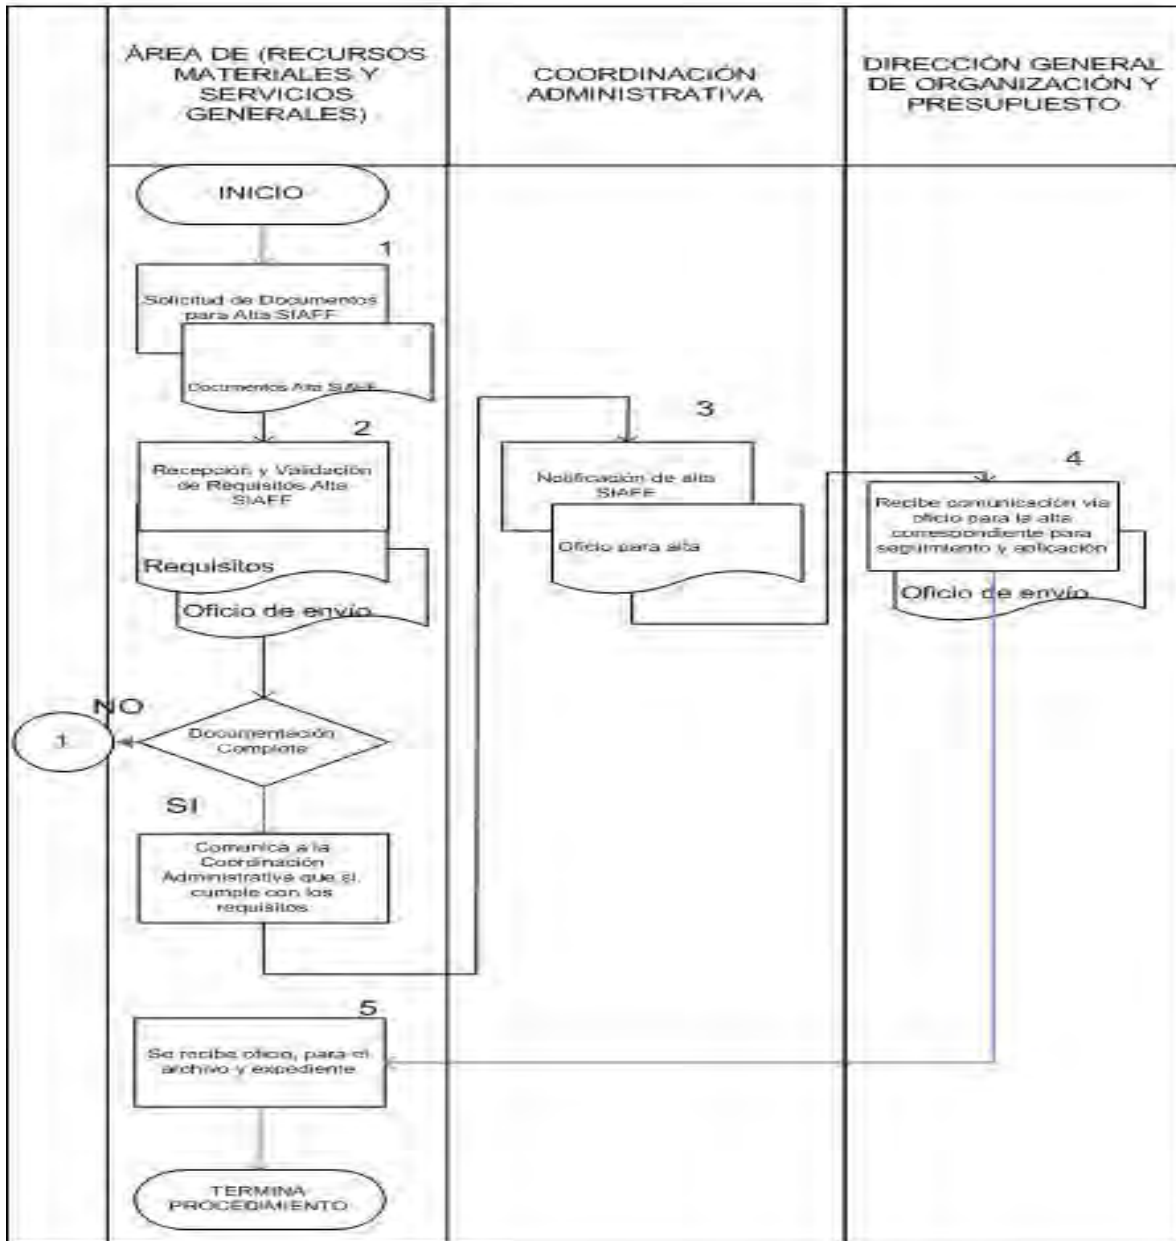 ÁREA DE (RECURSOS
MATERIALES Y
SERVICIOS
GENERALES)
COORDINACIÓN
ADMINISTRATIVA
DIRECCIÓN GENERAL
DE ORGANIZACIÓN Y
PRESUPUESTO
INICIO
1
Solicitud de Documentos
para Alta SIAFF
Documentos Alta SIAFF
2
Recepción y Validación
de Requisitos Alta
SIAFF
Requisitos
Oficio de envío
3
Notificación de alta
SIAFF
Oficio para alta
4
Recibe comunicación vía
oficio para la alta
correspondiente para
seguimiento y aplicación
Oficio de envío
NO
1
Documentación
Completa
SI
Comunica a la
Coordinación
Administrativa que si
cumple con los
requisitos
5
Se recibe oficio, para el
archivo y expediente
TERMINA
PROCEDIMIENTO